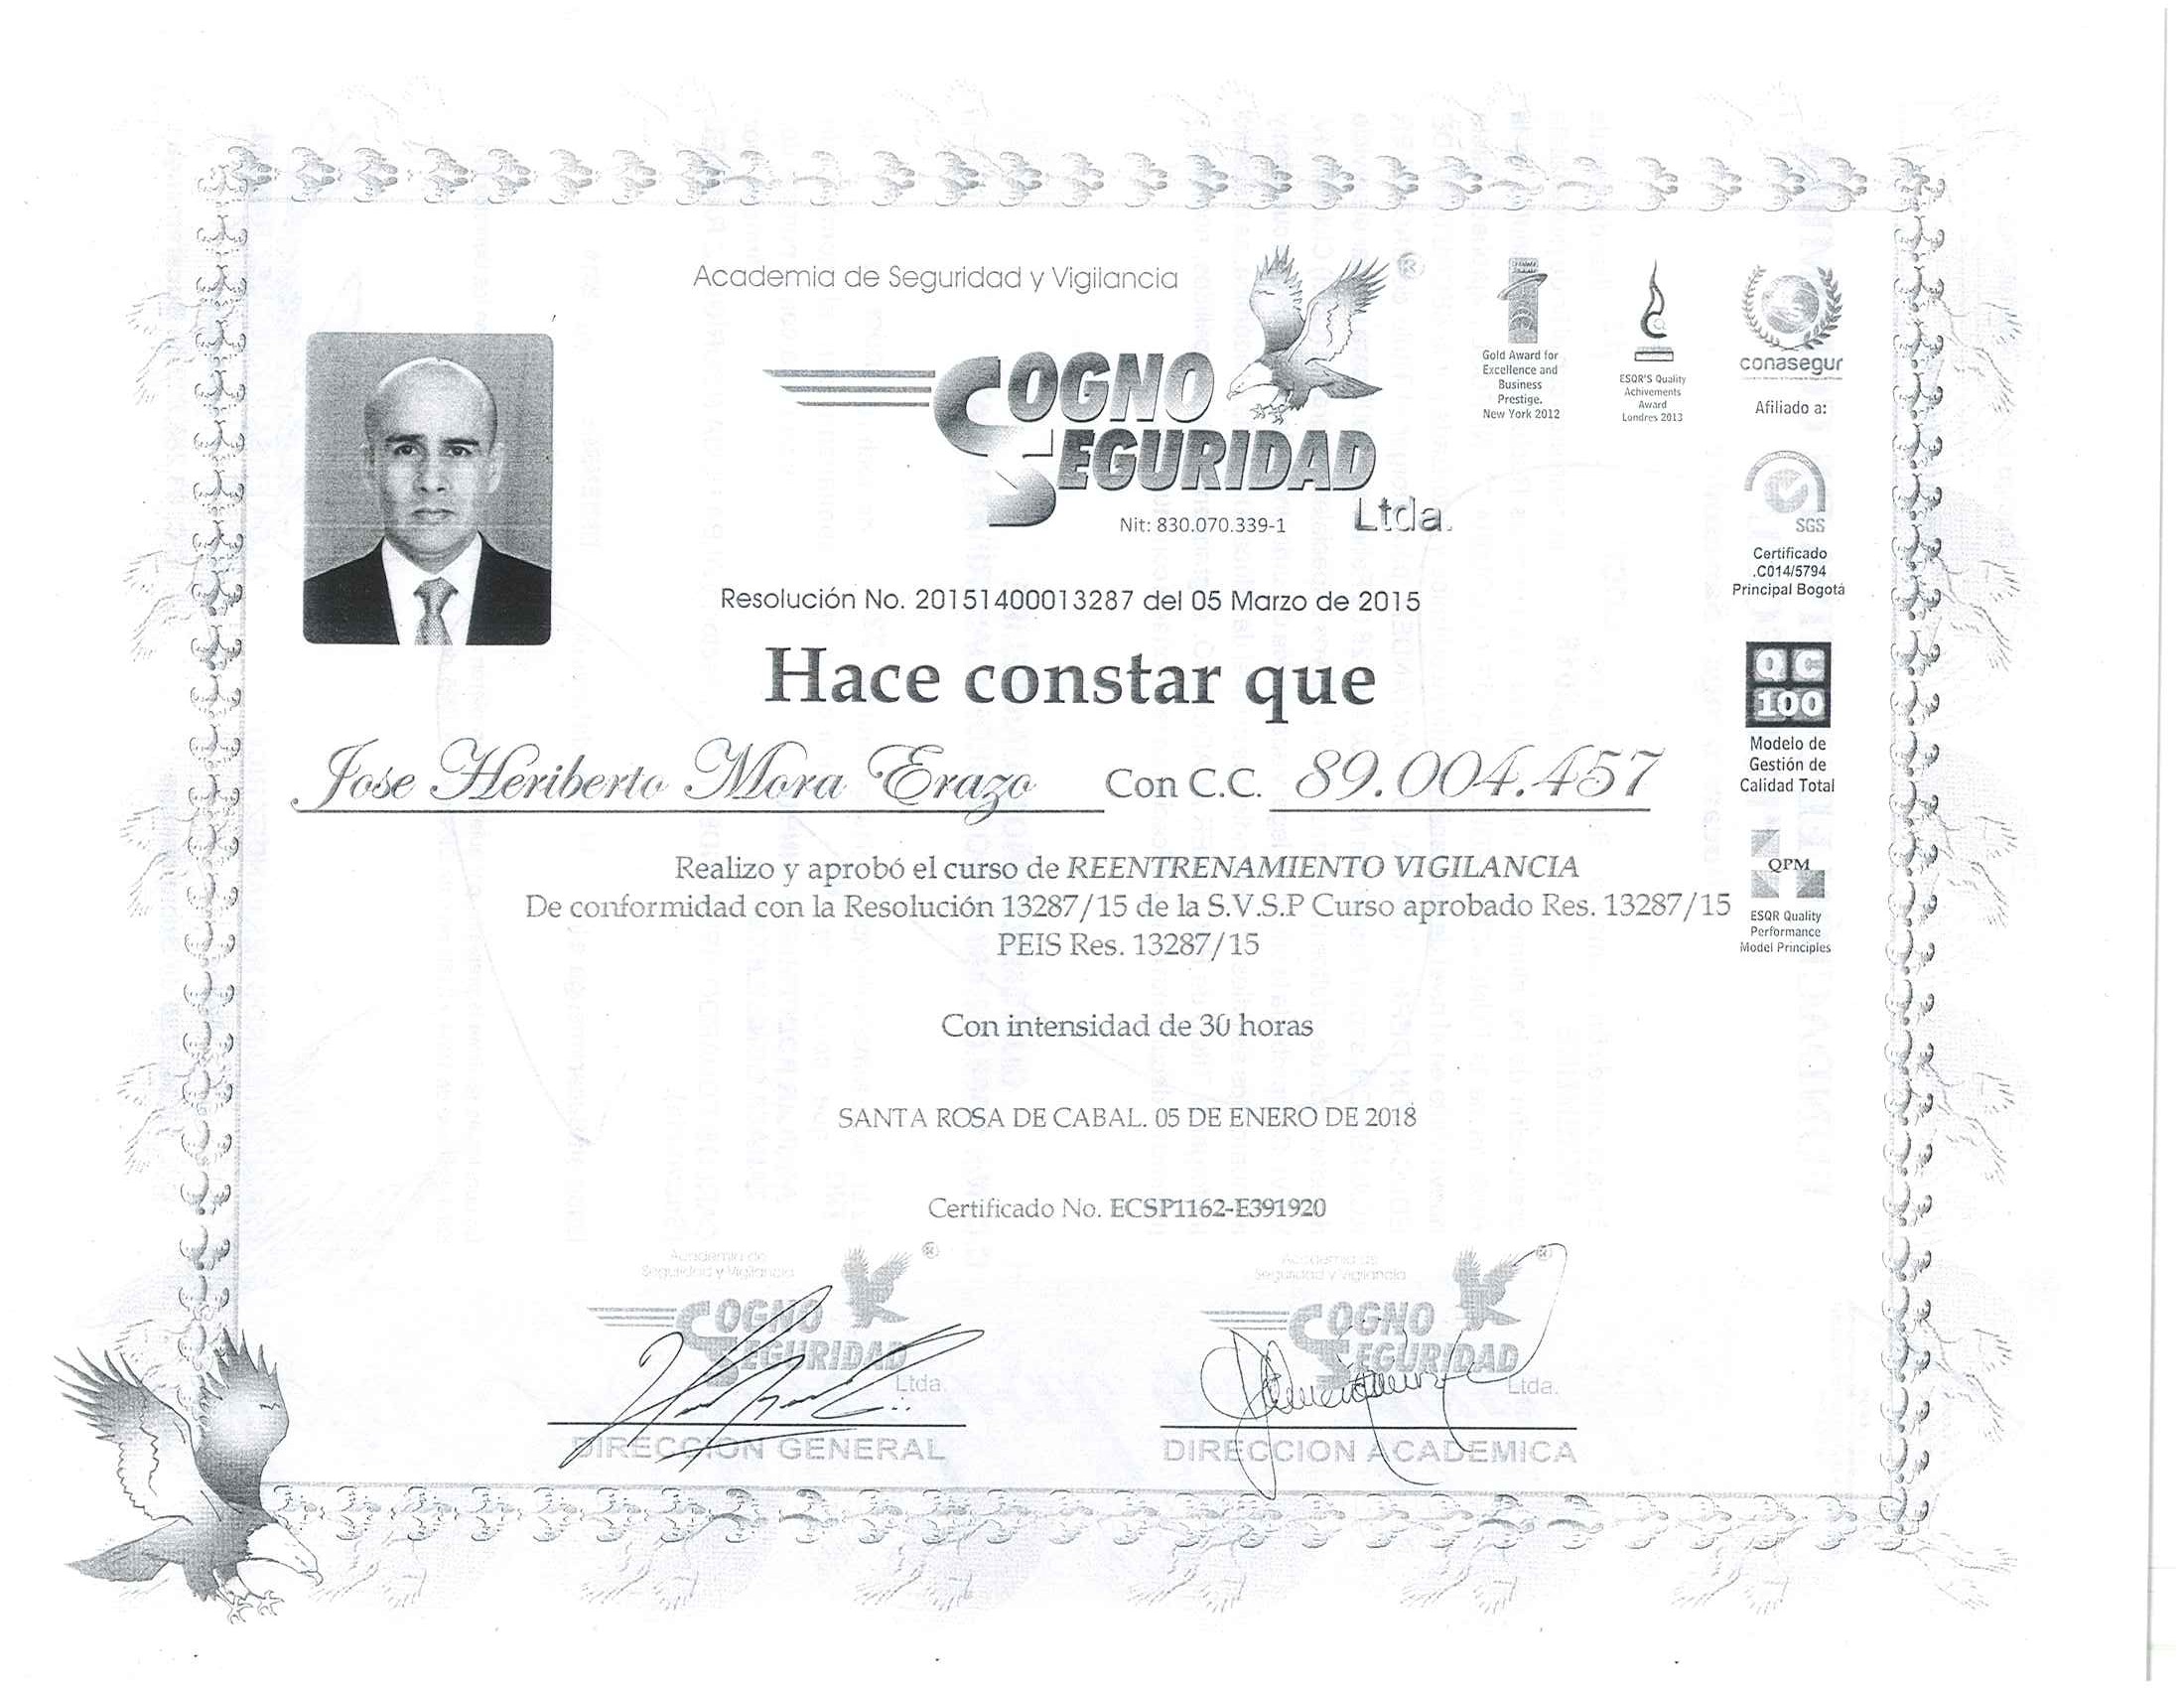 Academia de Seguridad y Vigilancia
®
COGNO
SEGURIDAD
Ltda.
Nit: 830.070.339-1
Gold Award for
Excellence and
Business
Prestige.
New York 2012
ESQR'S Quality
Achivements
Award
Londres 2013
conasegur
Afiliado a:
SGS
Certificado
.C014/5794
Principal Bogotá
Resolución No. 20151400013287 del 05 Marzo de 2015
Hace constar que
QC
100
Modelo de
Gestión de
Calidad Total
Jose Heriberto Mora Erazo Con C.C. 89.004.457
Realizo y aprobó el curso de REENTRENAMIENTO VIGILANCIA
De conformidad con la Resolución 13287/15 de la S.V.S.P Curso aprobado Res. 13287/15
PEIS Res. 13287/15
QPM
ESQR Quality
Performance
Model Principles
Con intensidad de 30 horas
SANTA ROSA DE CABAL. 05 DE ENERO DE 2018
Certificado No. ECSP1162-E391920
Academia de
Seguridad y Vigilancia
®
COGNO
SEGURIDAD
Ltda.
DIRECCION GENERAL
Academia de
Seguridad y Vigilancia
®
COGNO
SEGURIDAD
Ltda.
DIRECCION ACADEMICA